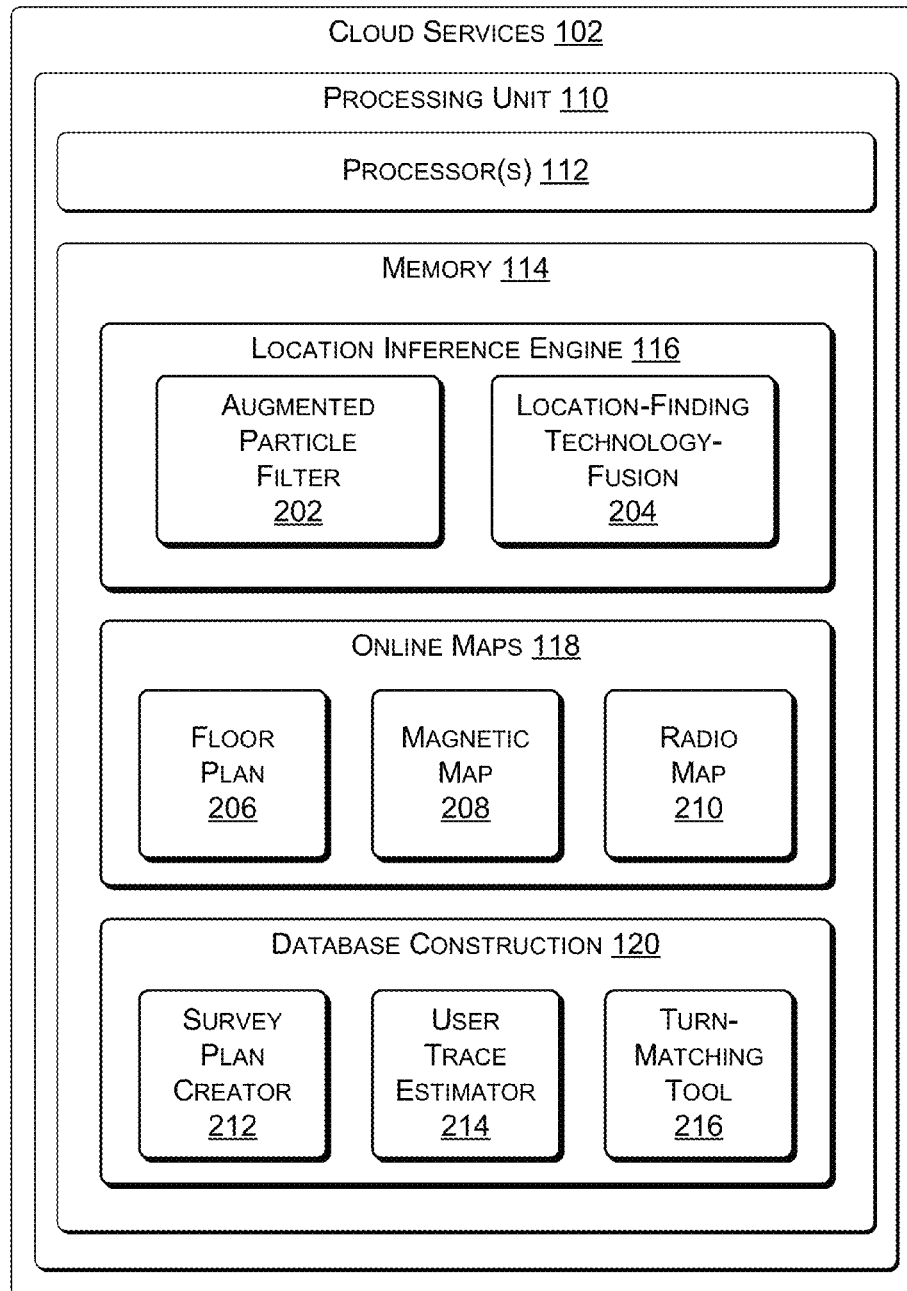 CLOUD SERVICES 102
PROCESSING UNIT 110
PROCESSOR(S) 112
MEMORY 114
LOCATION INFERENCE ENGINE 116
AUGMENTED
PARTICLE
FILTER
202
LOCATION-FINDING
TECHNOLOGY-
FUSION
204
ONLINE MAPS 118
FLOOR
PLAN
206
MAGNETIC
MAP
208
RADIO
MAP
210
DATABASE CONSTRUCTION 120
SURVEY
PLAN
CREATOR
212
USER
TRACE
ESTIMATOR
214
TURN-
MATCHING
TOOL
216